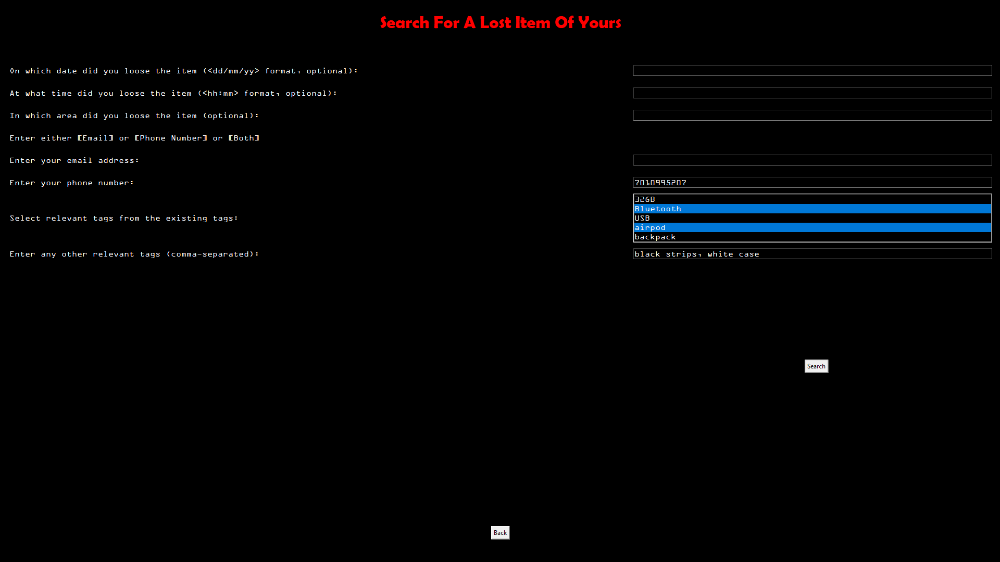 Search For A Lost Item Of Yours
On which date did you loose the item (<dd/mm/yy> format, optional):
At what time did you loose the item (<hh:mm> format, optional):
In which area did you loose the item (optional):
Enter either [Email] or [Phone Number] or [Both]
Enter your email address:
Enter your phone number: 7010995207
Select relevant tags from the existing tags:
32GB
Bluetooth
USB
airpod
backpack
Enter any other relevant tags (comma-separated): black strips, white case
Search
Back